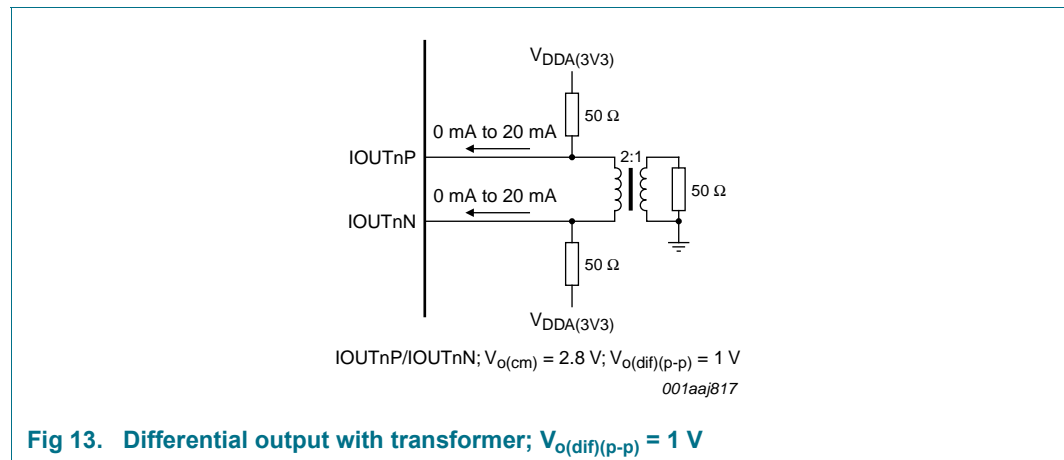 VDDA(3V3)
50 Ω
0 mA to 20 mA
IOUTnP
2:1
50 Ω
0 mA to 20 mA
IOUTnN
50 Ω
VDDA(3V3)
IOUTnP/IOUTnN; Vo(cm) = 2.8 V; Vo(dif)(p-p) = 1 V
001aaj817
Fig 13. Differential output with transformer; Vo(dif)(p-p) = 1 V